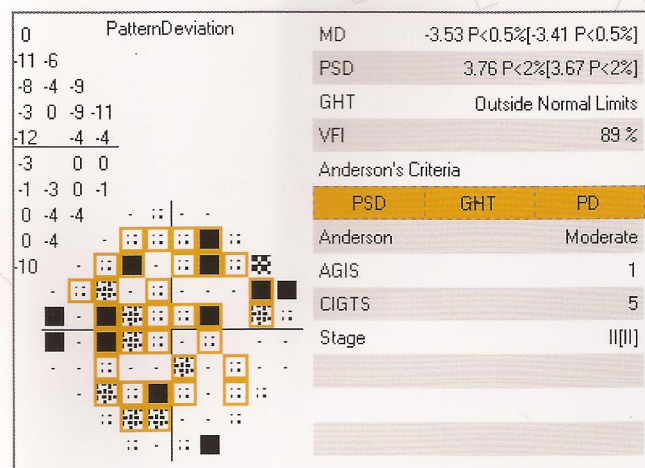 PatternDeviation
0
-11 -6
-8 -4 -9
-3 0 -9 -11
-12 -4 -4
-3 0 0
-1 -3 0 -1
0 -4 -4
0 -4
-10
MD -3.53 P<0.5%[-3.41 P<0.5%]
PSD 3.76 P<2%[3.67 P<2%]
GHT Outside Normal Limits
VFI 89 %
Anderson's Criteria
PSD GHT PD
Anderson Moderate
AGIS 1
CIGTS 5
Stage II[II]